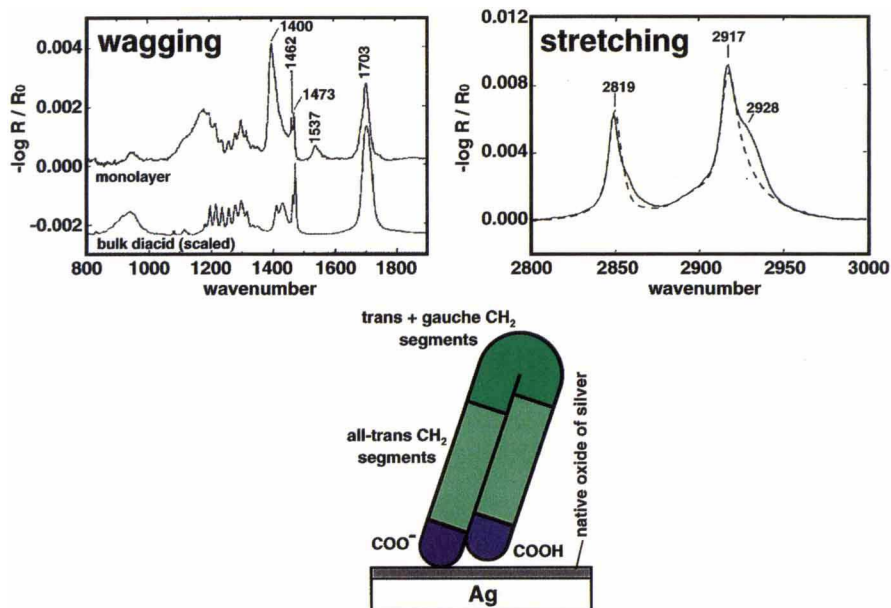 wagging
1400
1462
1473
1537
1703
monolayer
bulk diacid (scaled)
-log R / R₀
0.004
0.002
0.000
-0.002
800
1000
1200
1400
1600
1800
wavenumber
stretching
2917
2819
2928
-log R / R₀
0.012
0.008
0.004
0.000
2800
2850
2900
2950
3000
wavenumber
trans + gauche CH₂
segments
all-trans CH₂
segments
COO⁻
COOH
native oxide of silver
Ag